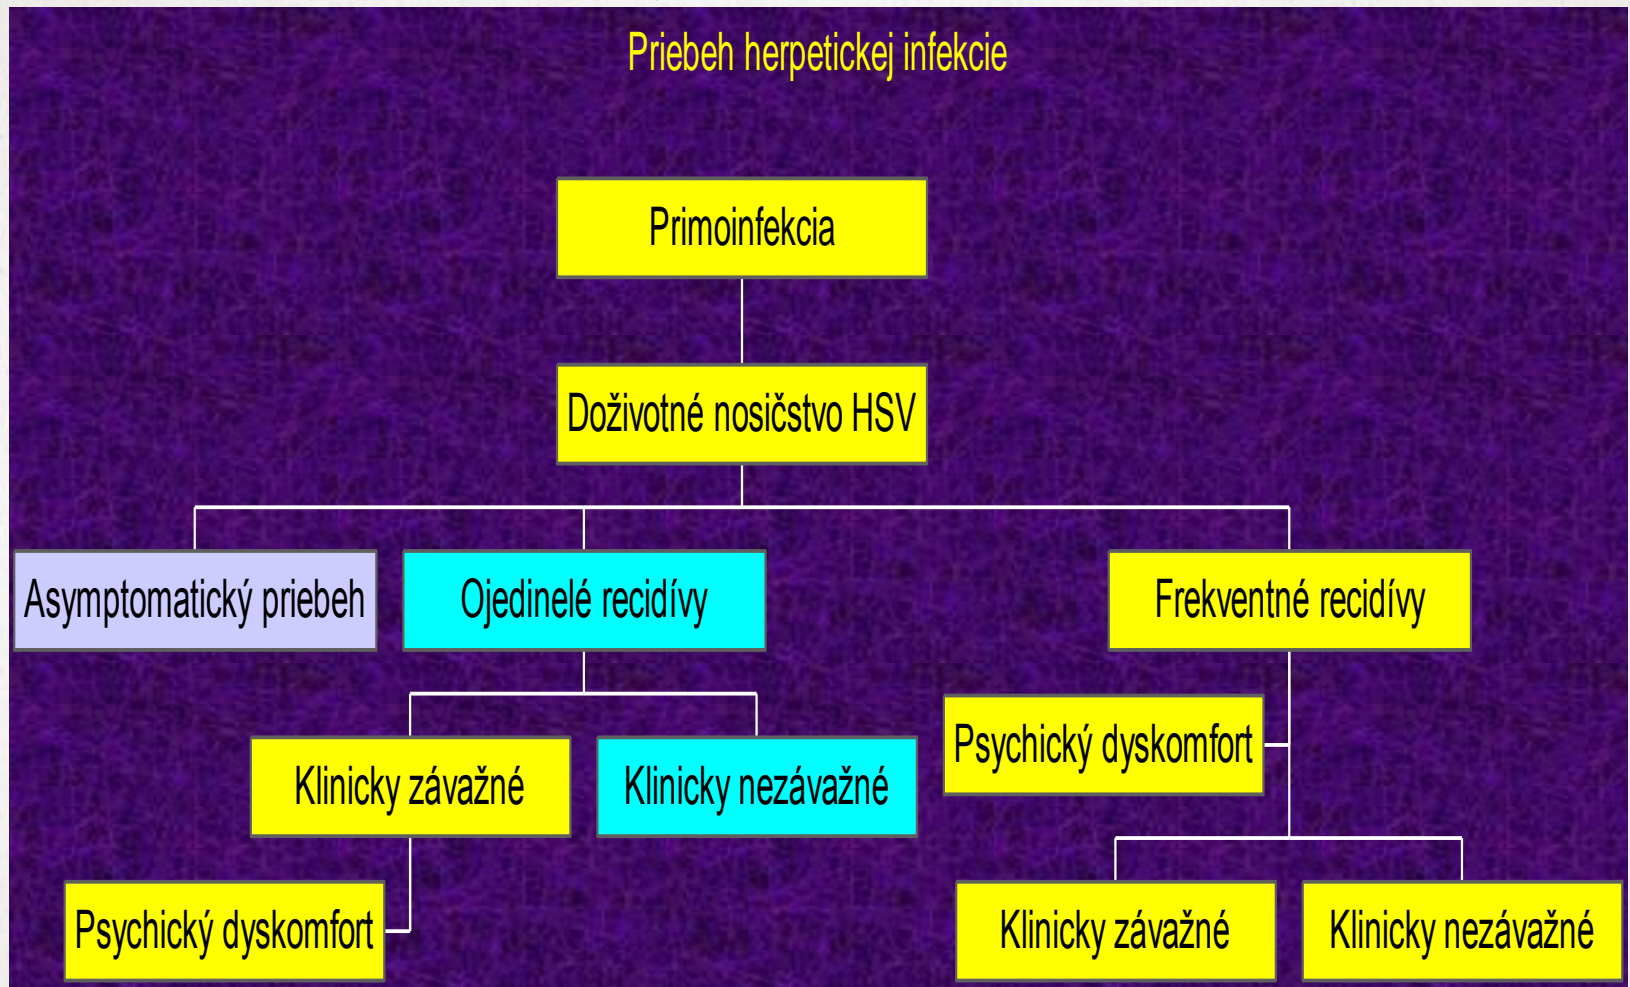 Priebeh herpetickej infekcie
Primoinfekcia
Doživotné nosičstvo HSV
Asymptomatický priebeh
Ojedinelé recidívy
Frekventné recidívy
Klinicky závažné
Klinicky nezávažné
Psychický dyskomfort
Psychický dyskomfort
Klinicky závažné
Klinicky nezávažné